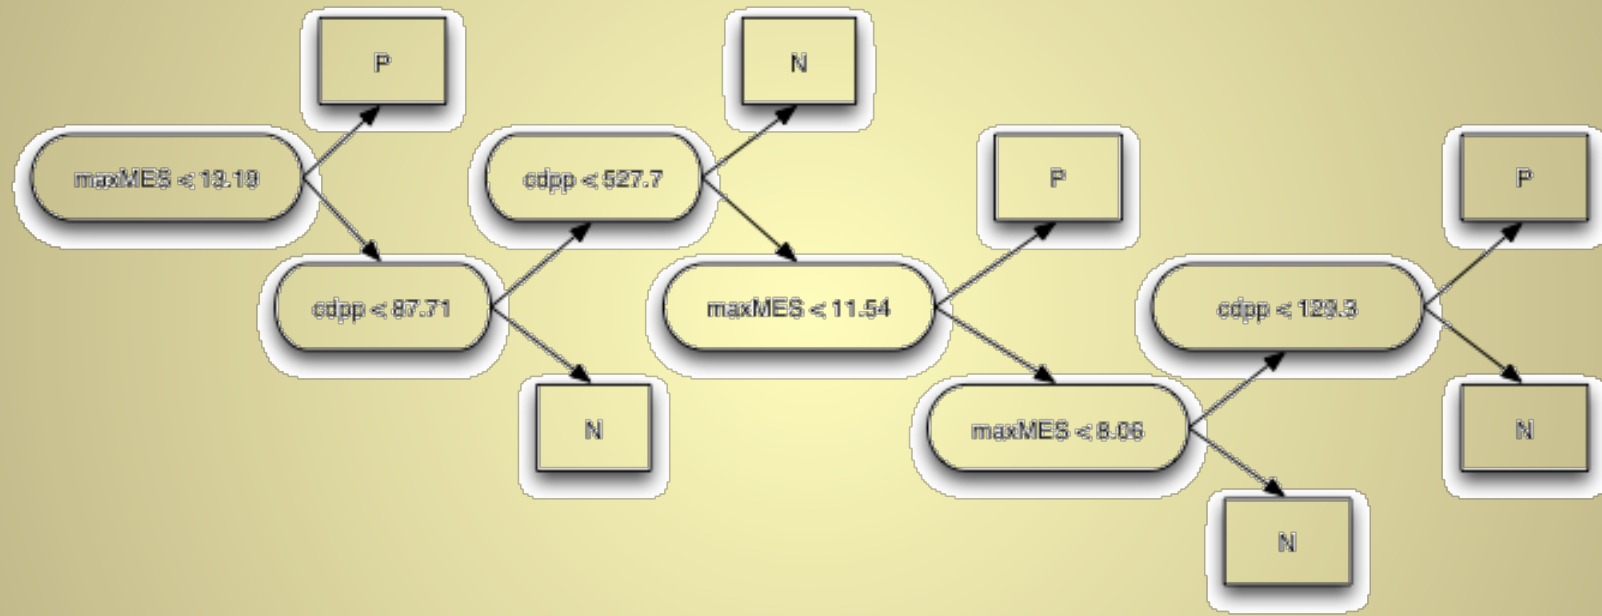 P
N
maxMES < 13.19
cdpp < 527.7
P
P
cdpp < 87.71
maxMES < 11.54
cdpp < 129.3
N
maxMES < 8.06
N
N